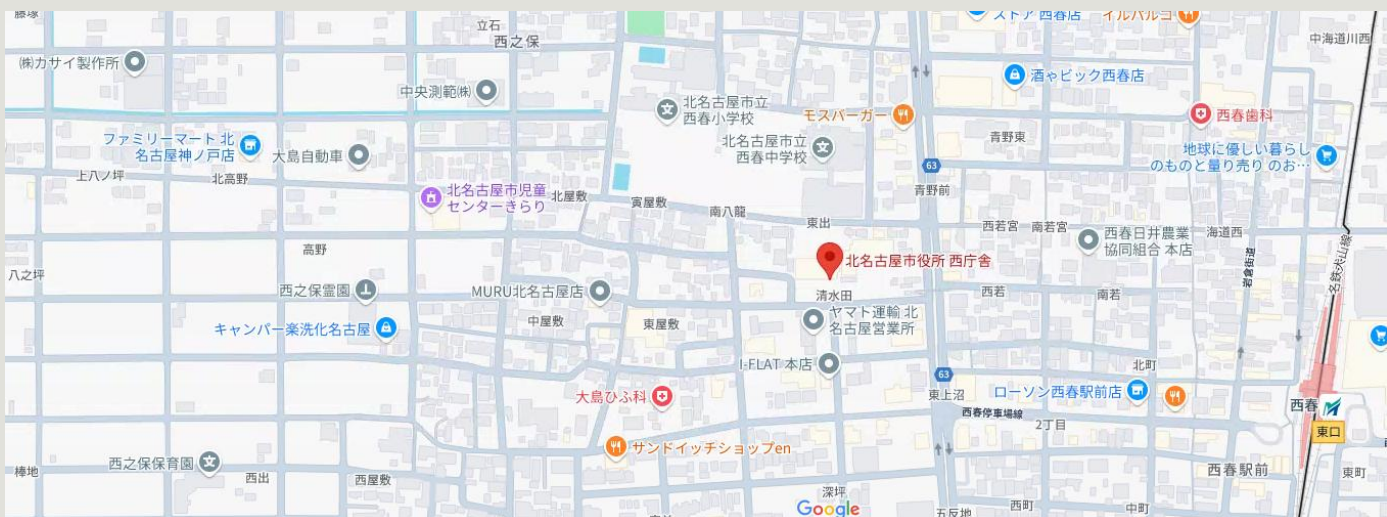 藤塚
立石
西之保
ストア 西春店
イルパルコ
中海道川西
㈱カサイ製作所
中央測範㈱
酒ゃビック西春店
北名古屋市立
西春小学校
モスバーガー
西春歯科
ファミリーマート 北
名古屋神ノ戸店
大島自動車
北名古屋市立
西春中学校
青野東
地球に優しい暮らし
のものと量り売り のお…
63
上八ノ坪
北高野
北名古屋市児童
センターきらり
北屋敷
寅屋敷
南八龍
東出
青野前
西若宮
南若宮
西春日井農業
協同組合 本店
海道西
高野
八之坪
北名古屋市役所 西庁舎
岩倉街道
名鉄犬山線
西之保霊園
MURU北名古屋店
清水田
西若
南若
中屋敷
東屋敷
ヤマト運輸 北
名古屋営業所
キャンパー楽洗化名古屋
I-FLAT 本店
63
北町
大島ひふ科
東上沼
ローソン西春駅前店
西春
西春停車場線
2丁目
東口
サンドイッチショップen
西之保保育園
棒地
西出
西屋敷
西春駅前
東町
深坪
Google
五反地
西町
中町